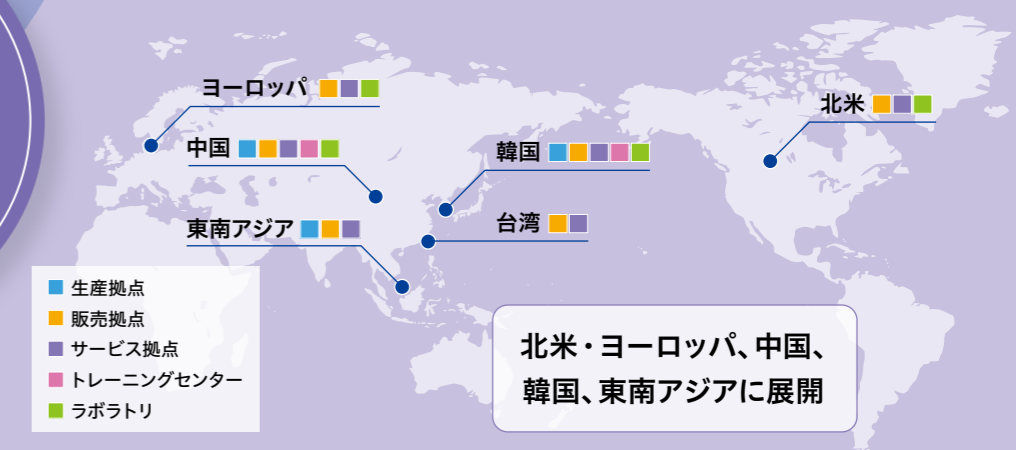 ヨーロッパ
北米
中国
韓国
東南アジア
台湾
生産拠点
販売拠点
サービス拠点
トレーニングセンター
ラボラトリ
北米・ヨーロッパ、中国、
韓国、東南アジアに展開